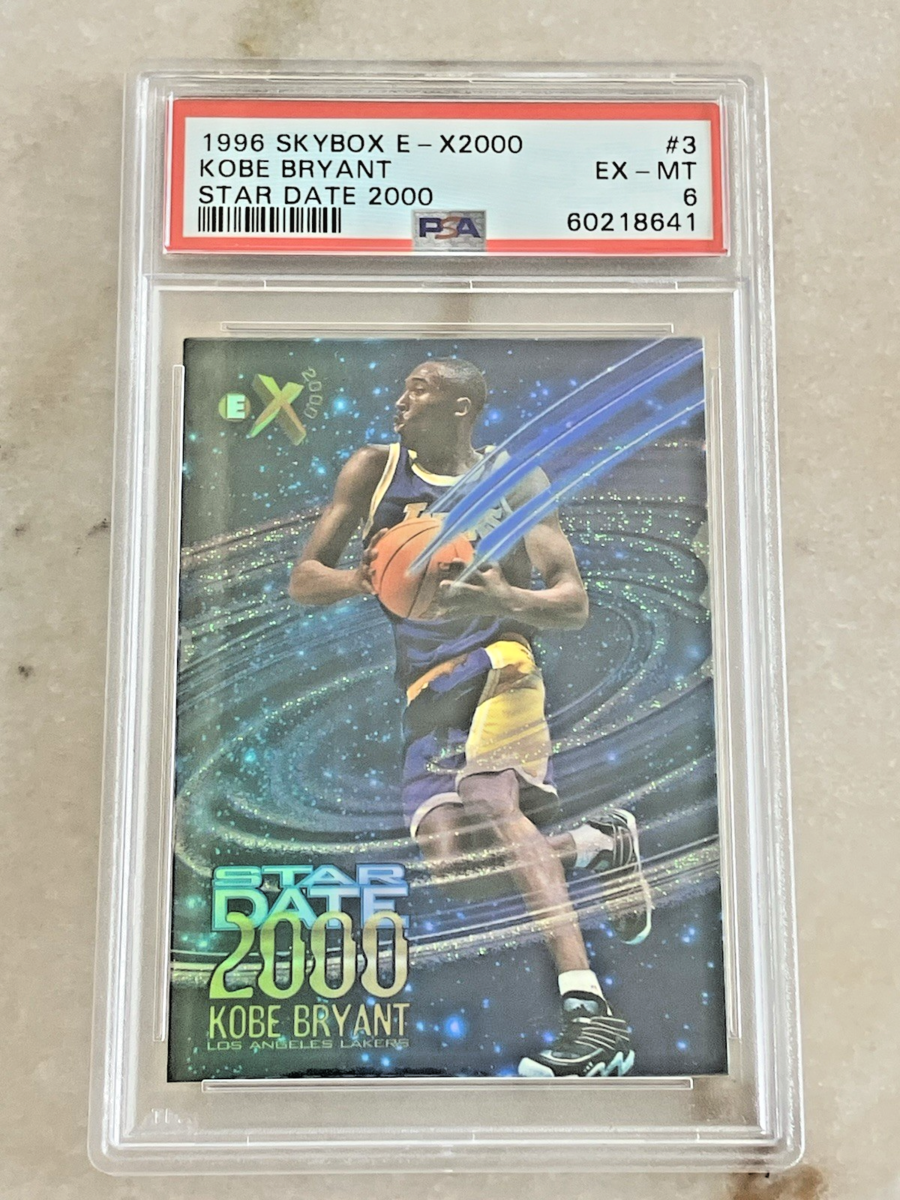 1996 SKYBOX E-X2000 #3
KOBE BRYANT EX-MT
STAR DATE 2000 6
PSA 60218641
E X 2000
STAR
DATE
2000
KOBE BRYANT
LOS ANGELES LAKERS